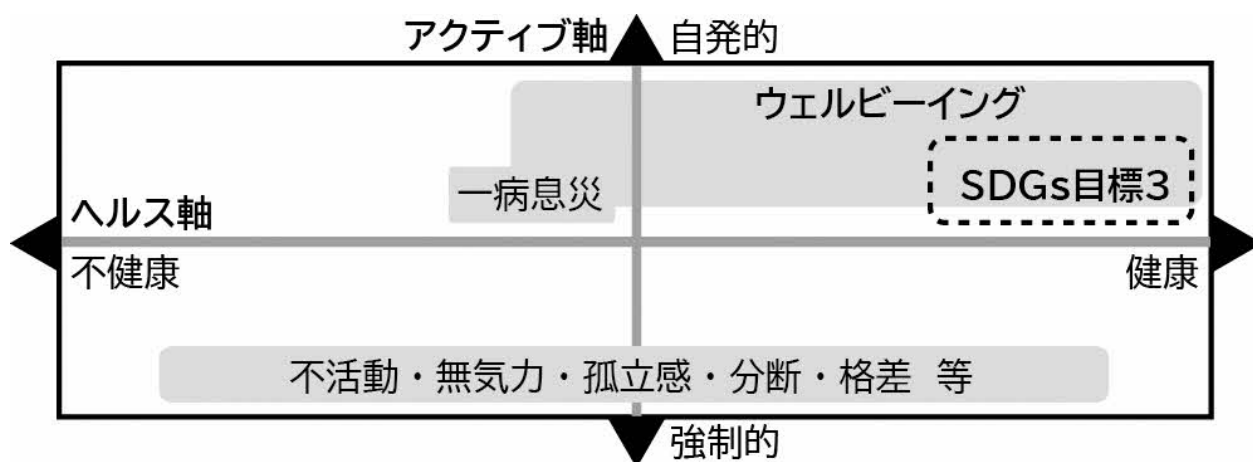 アクティブ軸
自発的
ウェルビーイング
SDGs目標3
一病息災
ヘルス軸
不健康
健康
不活動・無気力・孤立感・分断・格差 等
強制的